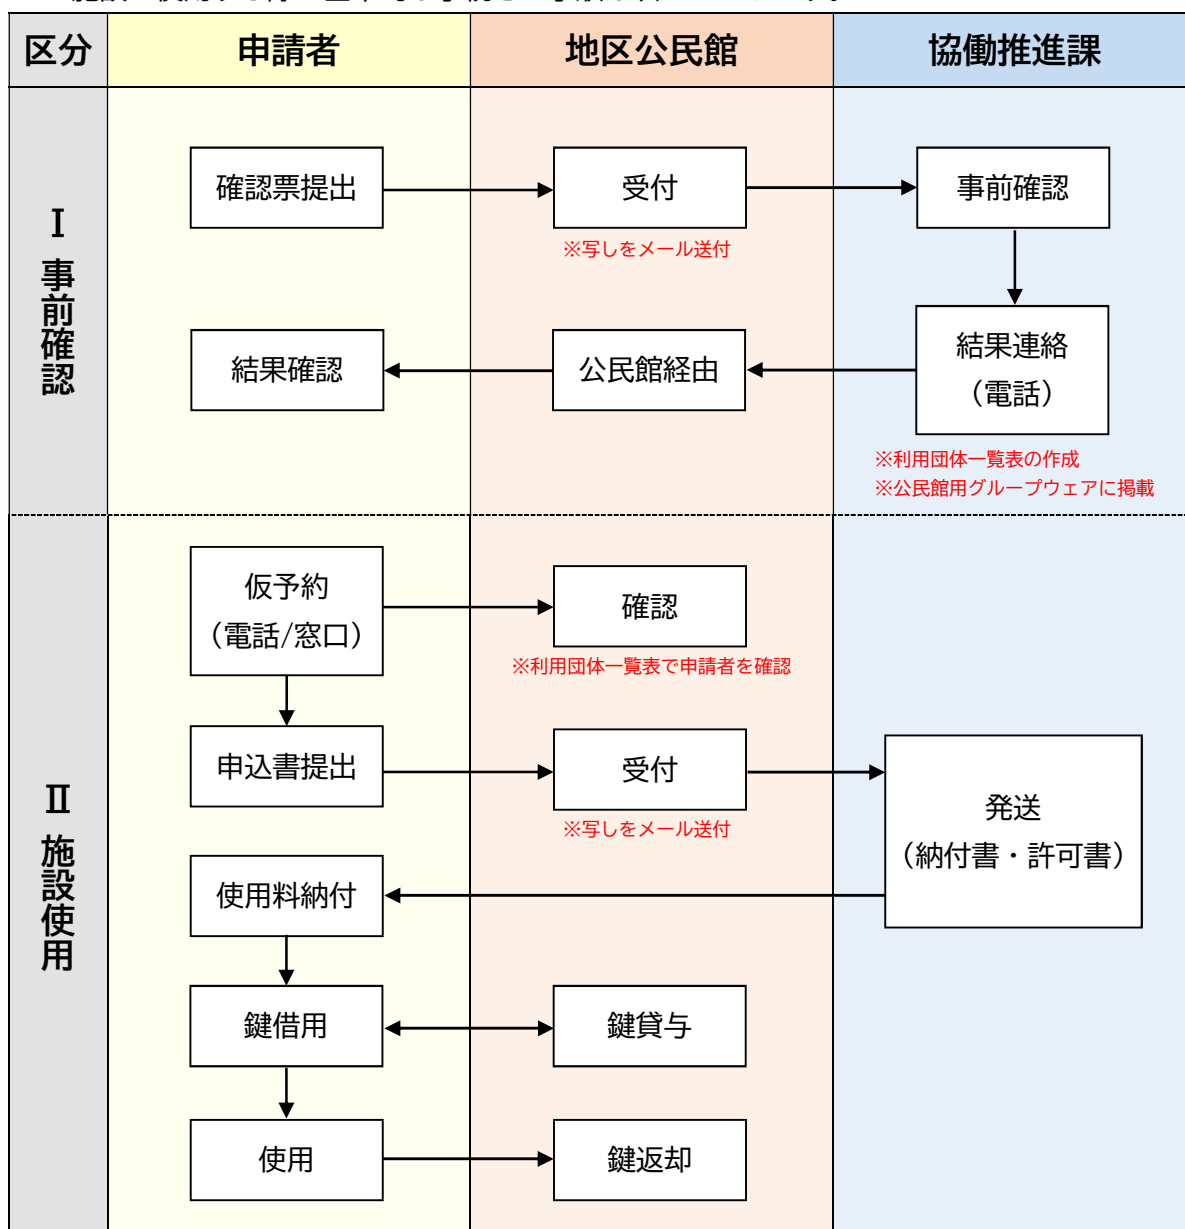 区分 申請者 地区公民館 協働推進課
Ⅰ 事前確認
確認票提出 受付 事前確認
※写しをメール送付
結果確認 公民館経由 結果連絡
（電話）
※利用団体一覧表の作成
※公民館用グループウェアに掲載
Ⅱ 施設使用
仮予約
（電話/窓口）
確認
※利用団体一覧表で申請者を確認
申込書提出 受付
※写しをメール送付
発送
（納付書・許可書）
使用料納付
鍵借用 鍵貸与
使用 鍵返却